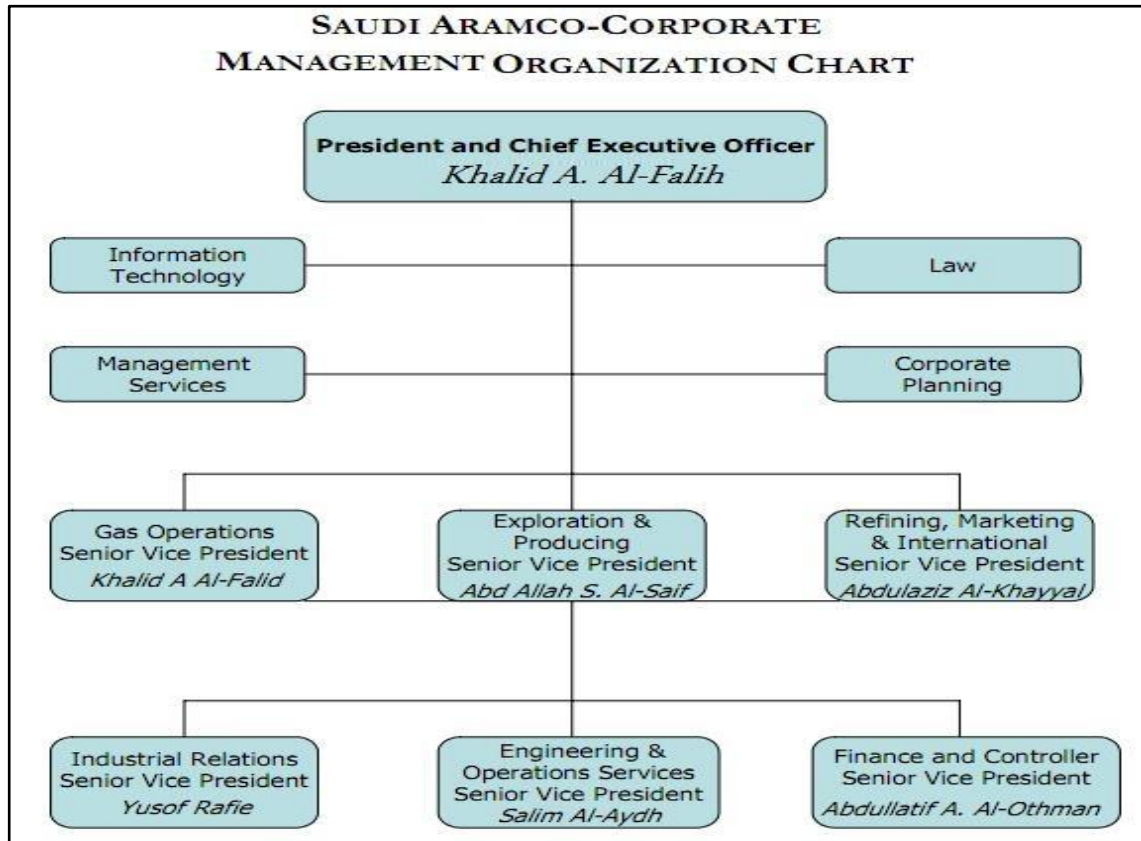 SAUDI ARAMCO-CORPORATE
MANAGEMENT ORGANIZATION CHART
President and Chief Executive Officer
Khalid A. Al-Falih
Information
Technology
Law
Management
Services
Corporate
Planning
Gas Operations
Senior Vice President
Khalid A Al-Falid
Exploration &
Producing
Senior Vice President
Abd Allah S. Al-Saif
Refining, Marketing
& International
Senior Vice President
Abdulaziz Al-Khayyal
Industrial Relations
Senior Vice President
Yusof Rafie
Engineering &
Operations Services
Senior Vice President
Salim Al-Aydh
Finance and Controller
Senior Vice President
Abdullatif A. Al-Othman